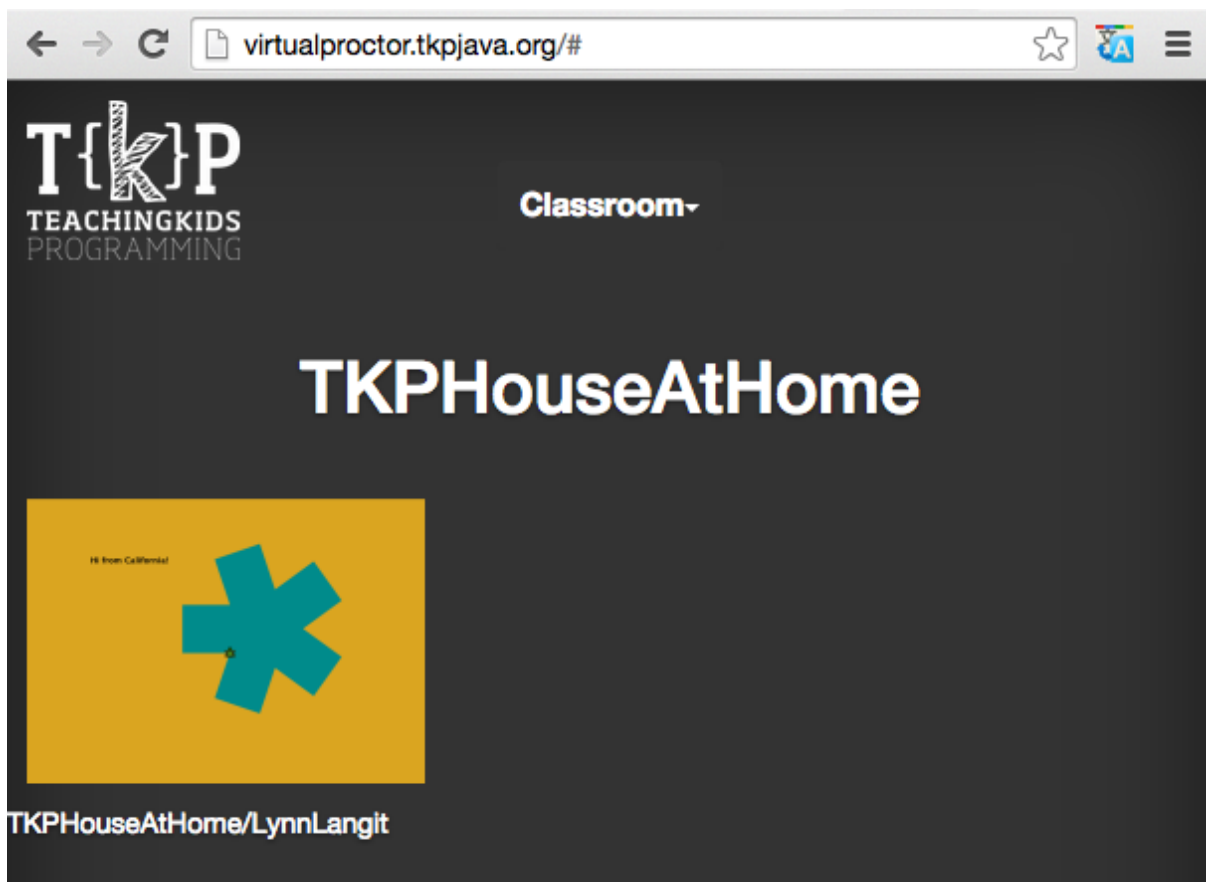 virtualproctor.tkpjava.org/#
T{k}P
TEACHINGKIDS
PROGRAMMING
Classroom
TKPHouseAtHome
Hi from California!
TKPHouseAtHome/LynnLangit